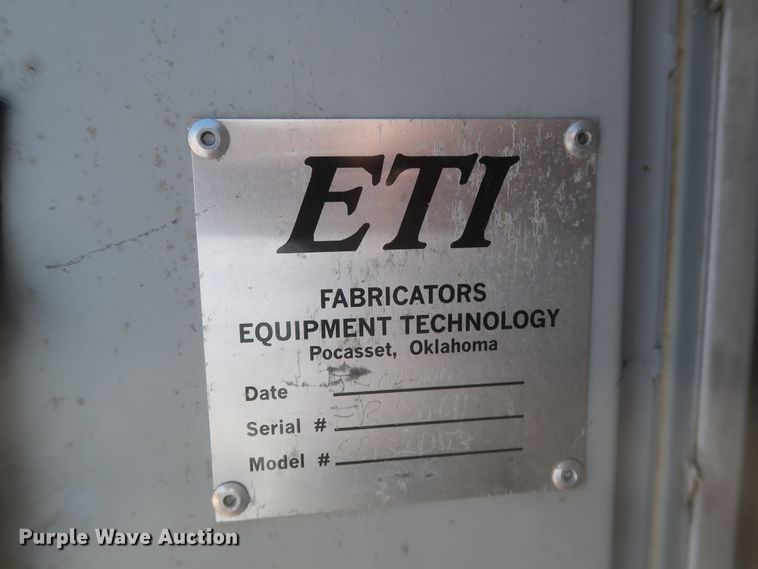 ETI
FABRICATORS
EQUIPMENT TECHNOLOGY
Pocasset, Oklahoma
Date
Serial #
Model #
Purple Wave Auction